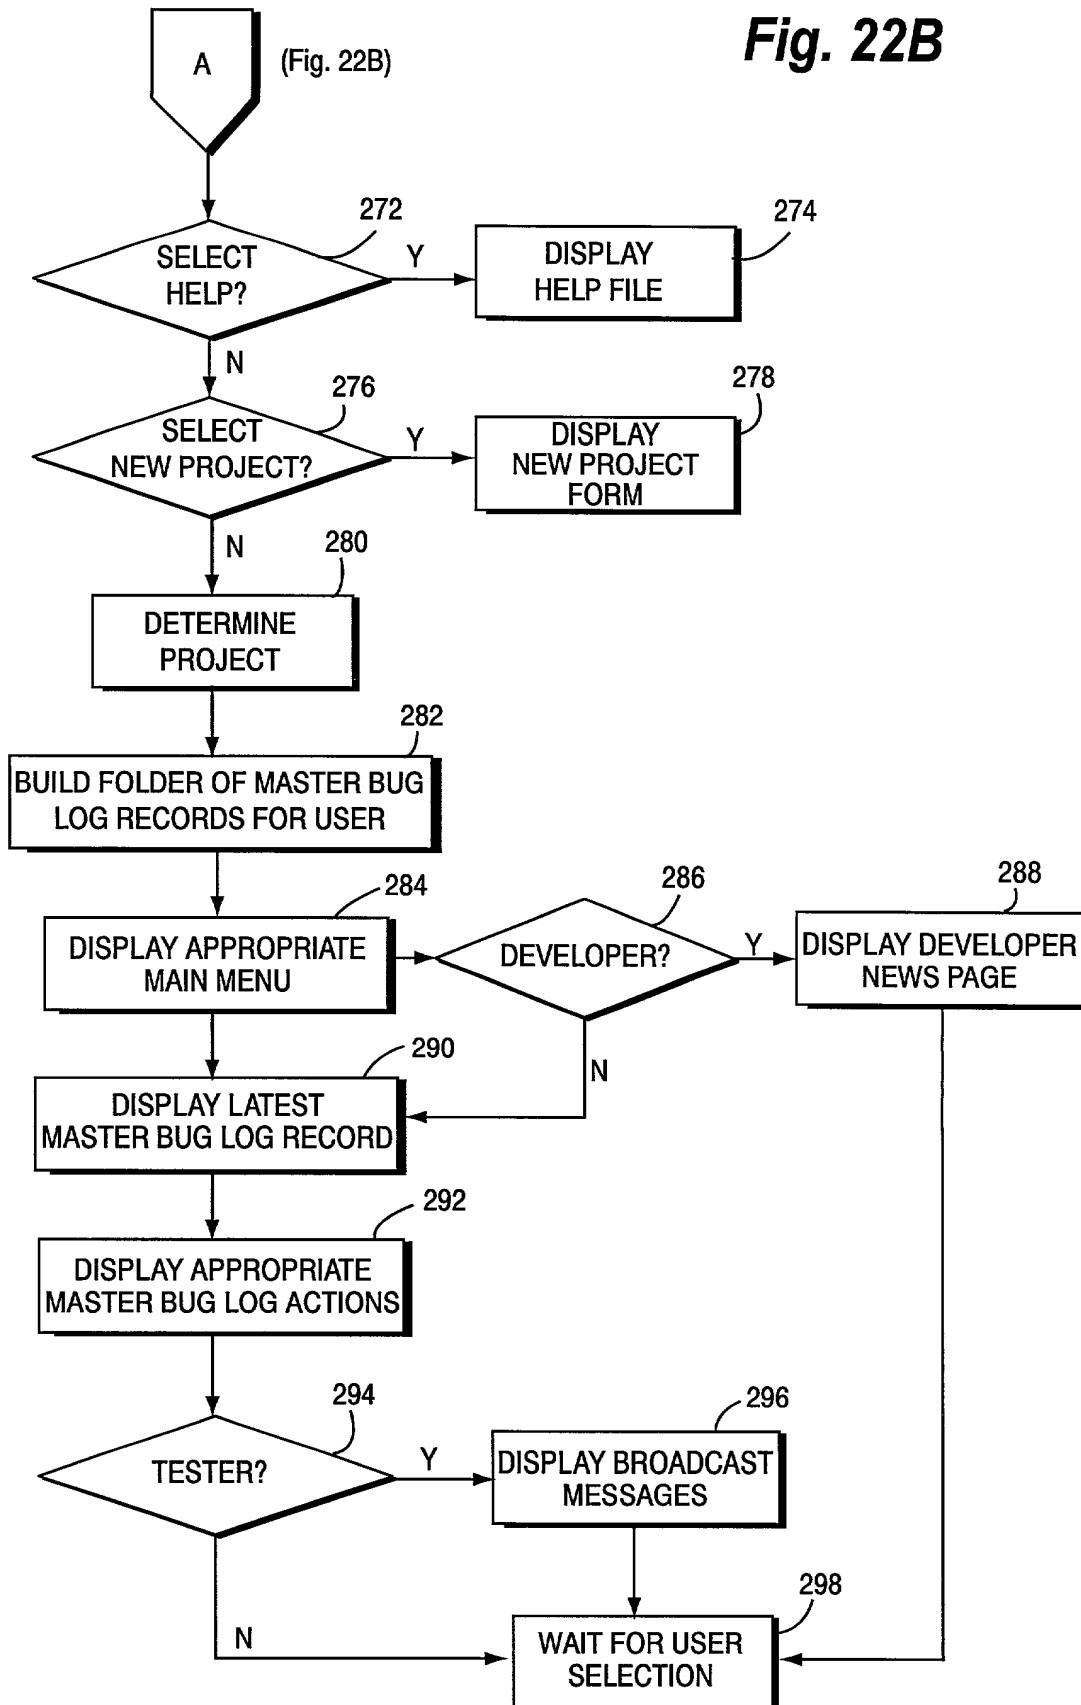 Fig. 22B
A
(Fig. 22B)
272
SELECT
HELP?
Y
274
DISPLAY
HELP FILE
N
276
SELECT
NEW PROJECT?
Y
278
DISPLAY
NEW PROJECT
FORM
N
280
DETERMINE
PROJECT
282
BUILD FOLDER OF MASTER BUG
LOG RECORDS FOR USER
284
DISPLAY APPROPRIATE
MAIN MENU
286
DEVELOPER?
Y
288
DISPLAY DEVELOPER
NEWS PAGE
N
290
DISPLAY LATEST
MASTER BUG LOG RECORD
292
DISPLAY APPROPRIATE
MASTER BUG LOG ACTIONS
294
TESTER?
Y
296
DISPLAY BROADCAST
MESSAGES
N
298
WAIT FOR USER
SELECTION